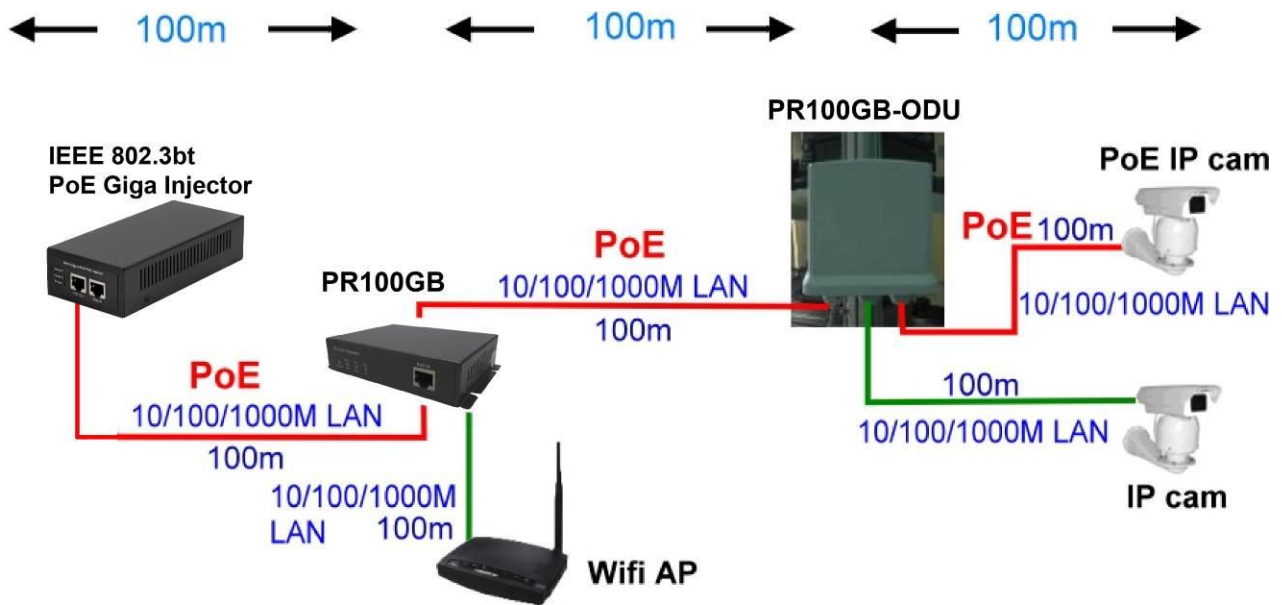 100m
100m
100m
PR100GB-ODU
IEEE 802.3bt
PoE Giga Injector
PoE IP cam
PoE
10/100/1000M LAN
100m
PoE 100m
10/100/1000M LAN
PR100GB
PoE
10/100/1000M LAN
100m
100m
10/100/1000M LAN
IP cam
10/100/1000M
LAN 100m
Wifi AP